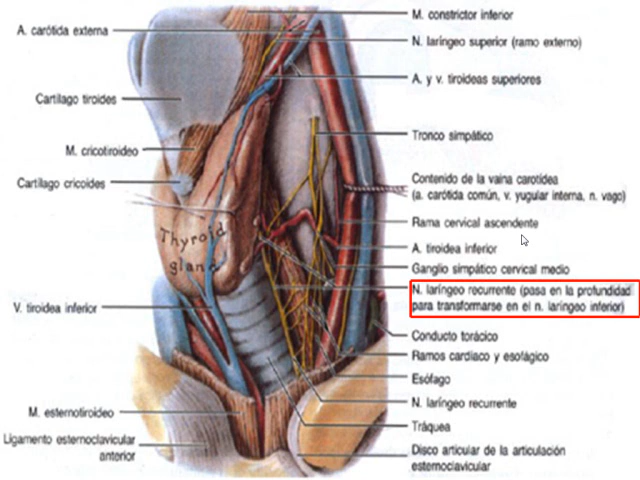 A. carótida externa
Cartílago tiroides
M. cricotiroideo
Cartílago cricoides
Thyroid
gland
V. tiroidea inferior
M. esternotiroideo
Ligamento esternoclavicular
anterior
M. constrictor inferior
N. laríngeo superior (ramo externo)
A. y v. tiroideas superiores
Tronco simpático
Contenido de la vaina carotídea
(a. carótida común, v. yugular interna, n. vago)
Rama cervical ascendente
A. tiroidea inferior
Ganglio simpático cervical medio
N. laríngeo recurrente (pasa en la profundidad
para transformarse en el n. laríngeo inferior)
Conducto torácico
Ramos cardíaco y esofágico
Esófago
N. laríngeo recurrente
Tráquea
Disco articular de la articulación
esternoclavicular